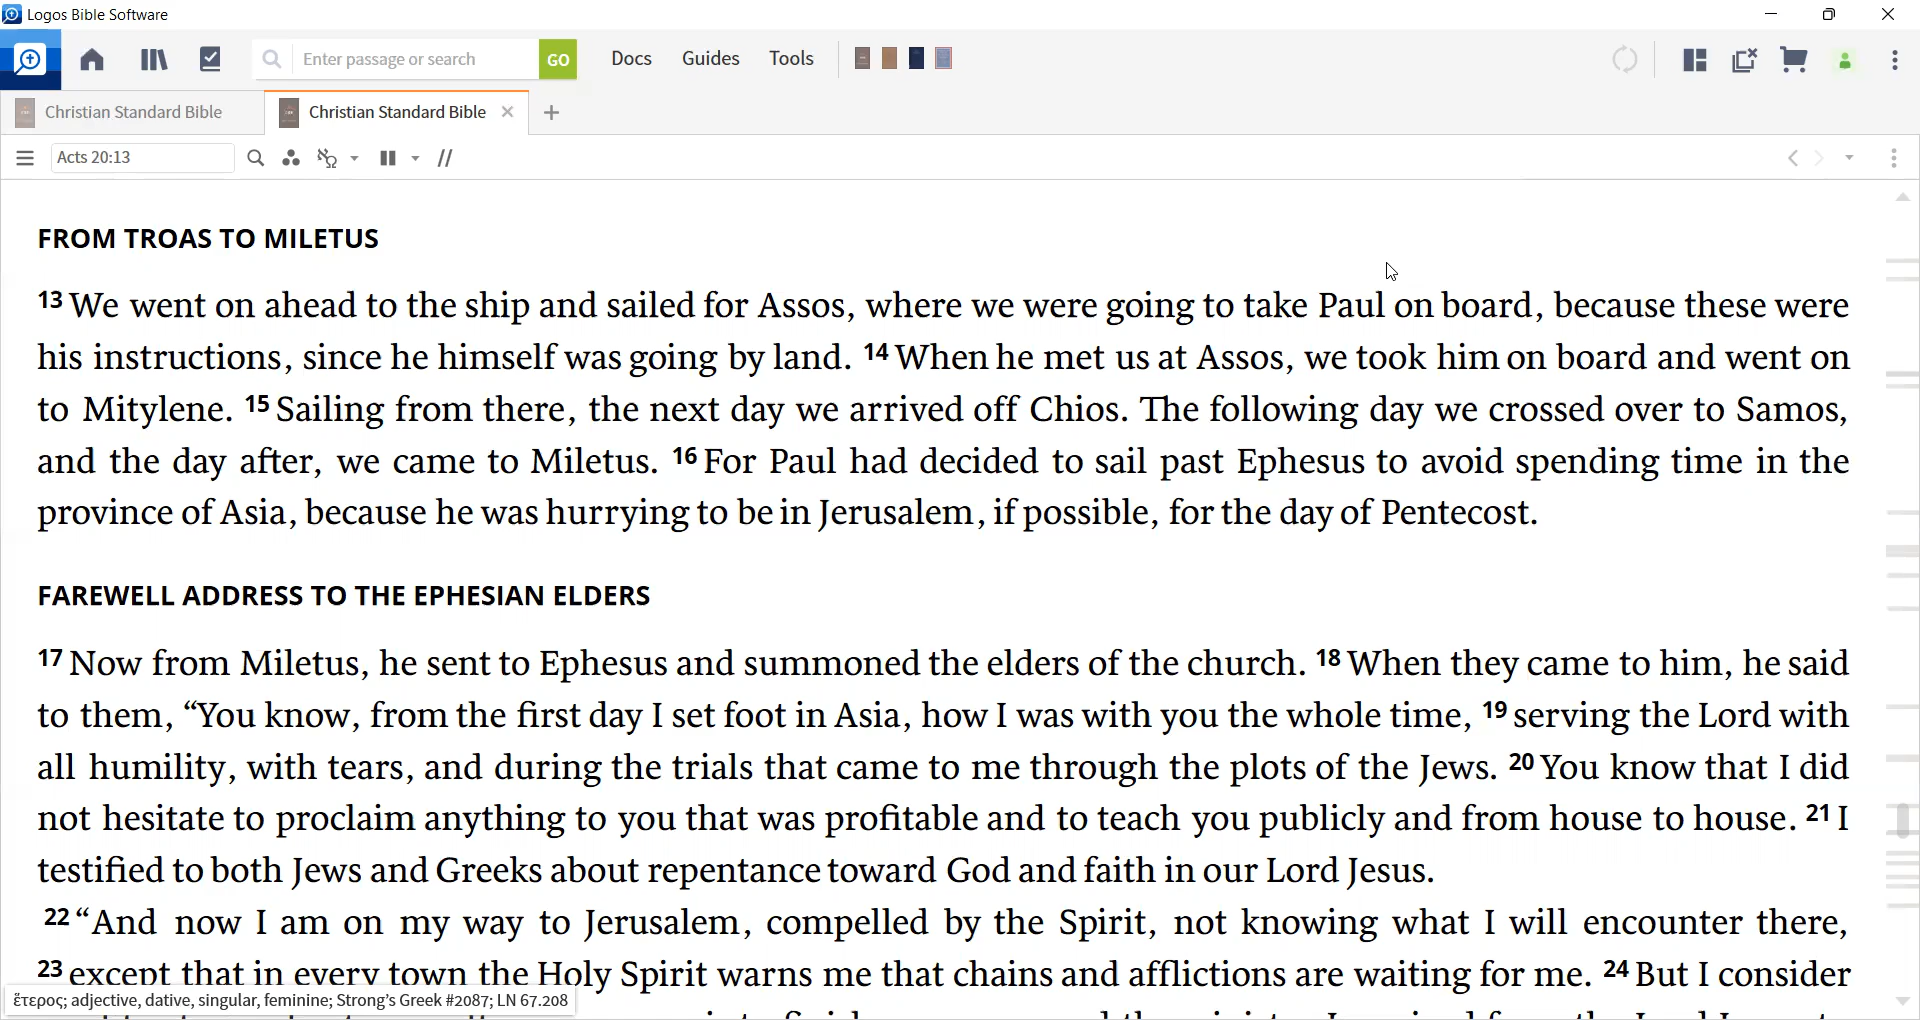 Logos Bible Software
Enter passage or search GO Docs Guides Tools
Christian Standard Bible Christian Standard Bible
Acts 20:13
FROM TROAS TO MILETUS
13 We went on ahead to the ship and sailed for Assos, where we were going to take Paul on board, because these were
his instructions, since he himself was going by land. 14 When he met us at Assos, we took him on board and went on
to Mitylene. 15 Sailing from there, the next day we arrived off Chios. The following day we crossed over to Samos,
and the day after, we came to Miletus. 16 For Paul had decided to sail past Ephesus to avoid spending time in the
province of Asia, because he was hurrying to be in Jerusalem, if possible, for the day of Pentecost.
FAREWELL ADDRESS TO THE EPHESIAN ELDERS
17 Now from Miletus, he sent to Ephesus and summoned the elders of the church. 18 When they came to him, he said
to them, “You know, from the first day I set foot in Asia, how I was with you the whole time, 19 serving the Lord with
all humility, with tears, and during the trials that came to me through the plots of the Jews. 20 You know that I did
not hesitate to proclaim anything to you that was profitable and to teach you publicly and from house to house. 21 I
testified to both Jews and Greeks about repentance toward God and faith in our Lord Jesus.
22 “And now I am on my way to Jerusalem, compelled by the Spirit, not knowing what I will encounter there,
23 except that in every town the Holy Spirit warns me that chains and afflictions are waiting for me. 24 But I consider
ἕτερος; adjective, dative, singular, feminine; Strong’s Greek #2087; LN 67.208